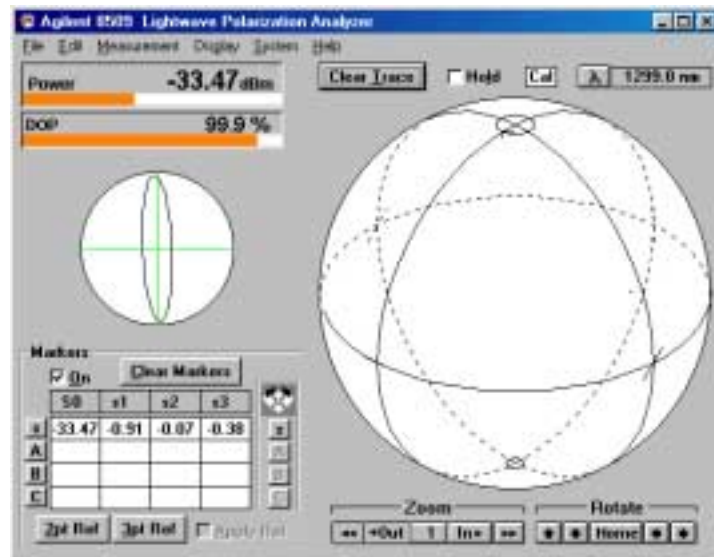 Agilent 8509 Lightwave Polarization Analyzer
File Edit Measurement Display System Help
Power -33.47 dBm
Clear Trace Hold Cal λ 1299.0 nm
DOP 99.9 %
Markers
On Clear Markers
S0 s1 s2 s3
-33.47 -0.91 -0.07 -0.38
A
B
C
2pt Ref 3pt Ref Apply Ref
Zoom Rotate
Out 1 In Home